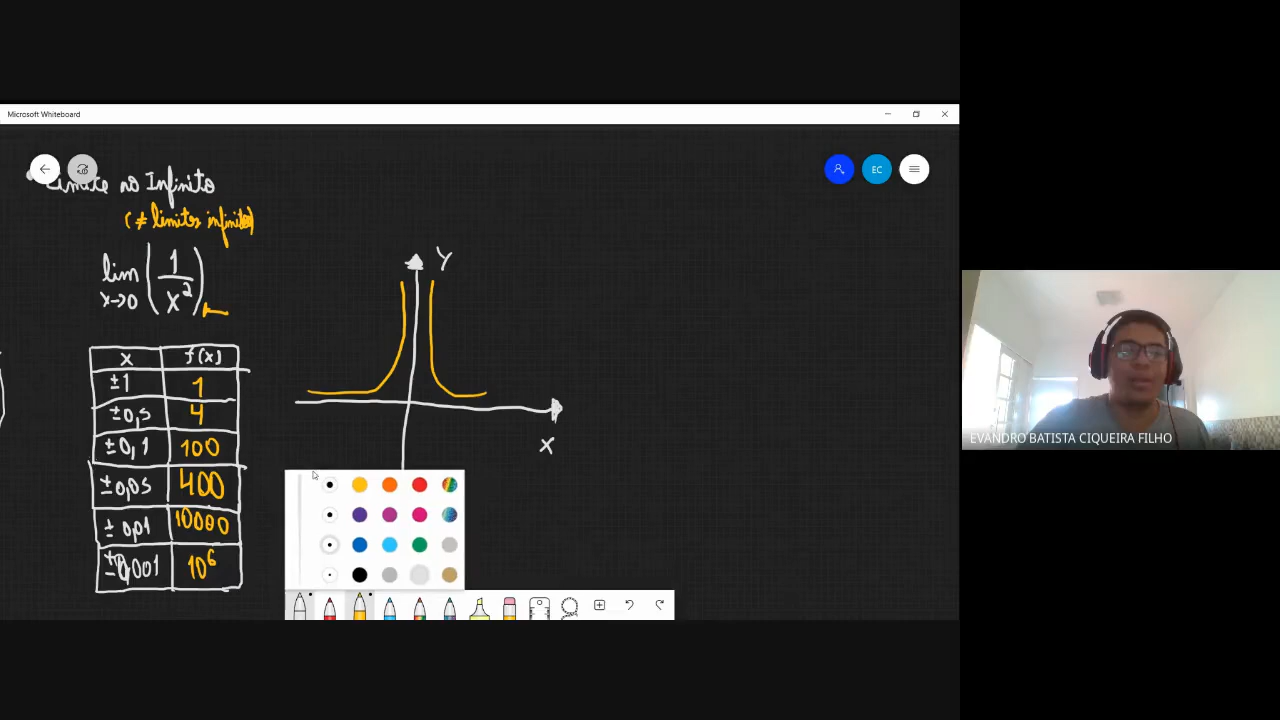 Microsoft Whiteboard
EC
Limite no Infinito
(≠ limites infinitos)
lim x→0 (1/x²)
Y
X
x f(x)
±1 1
±0,5 4
±0,1 100
±0,05 400
±0,01 10000
±0,001 10⁶
EVANDRO BATISTA CIQUEIRA FILHO